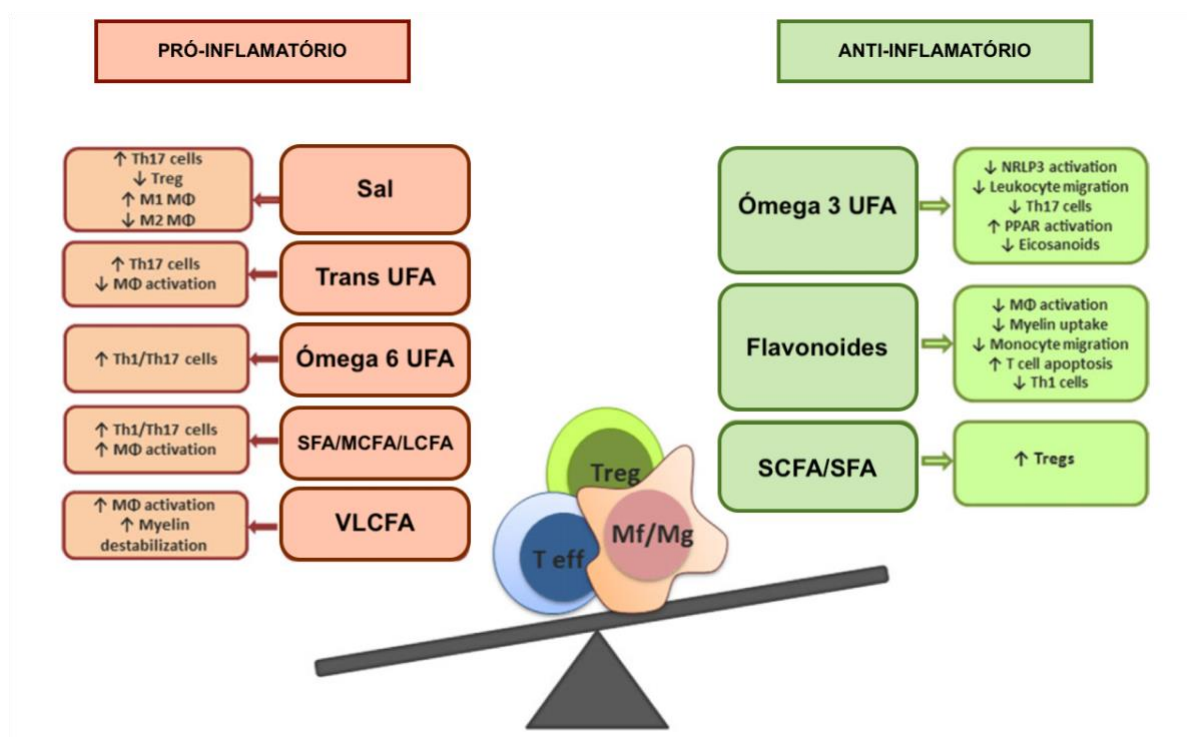 PRÓ-INFLAMATÓRIO
ANTI-INFLAMATÓRIO
↑ Th17 cells
↓ Treg
↑ M1 MΦ
↓ M2 MΦ
Sal
↑ Th17 cells
↓ MΦ activation
Trans UFA
↑ Th1/Th17 cells
Ómega 6 UFA
↑ Th1/Th17 cells
↑ MΦ activation
SFA/MCFA/LCFA
↑ MΦ activation
↑ Myelin
destabilization
VLCFA
Ómega 3 UFA
↓ NRLP3 activation
↓ Leukocyte migration
↓ Th17 cells
↑ PPAR activation
↓ Eicosanoids
Flavonoides
↓ MΦ activation
↓ Myelin uptake
↓ Monocyte migration
↑ T cell apoptosis
↓ Th1 cells
SCFA/SFA
↑ Tregs
Treg
T eff
Mf/Mg